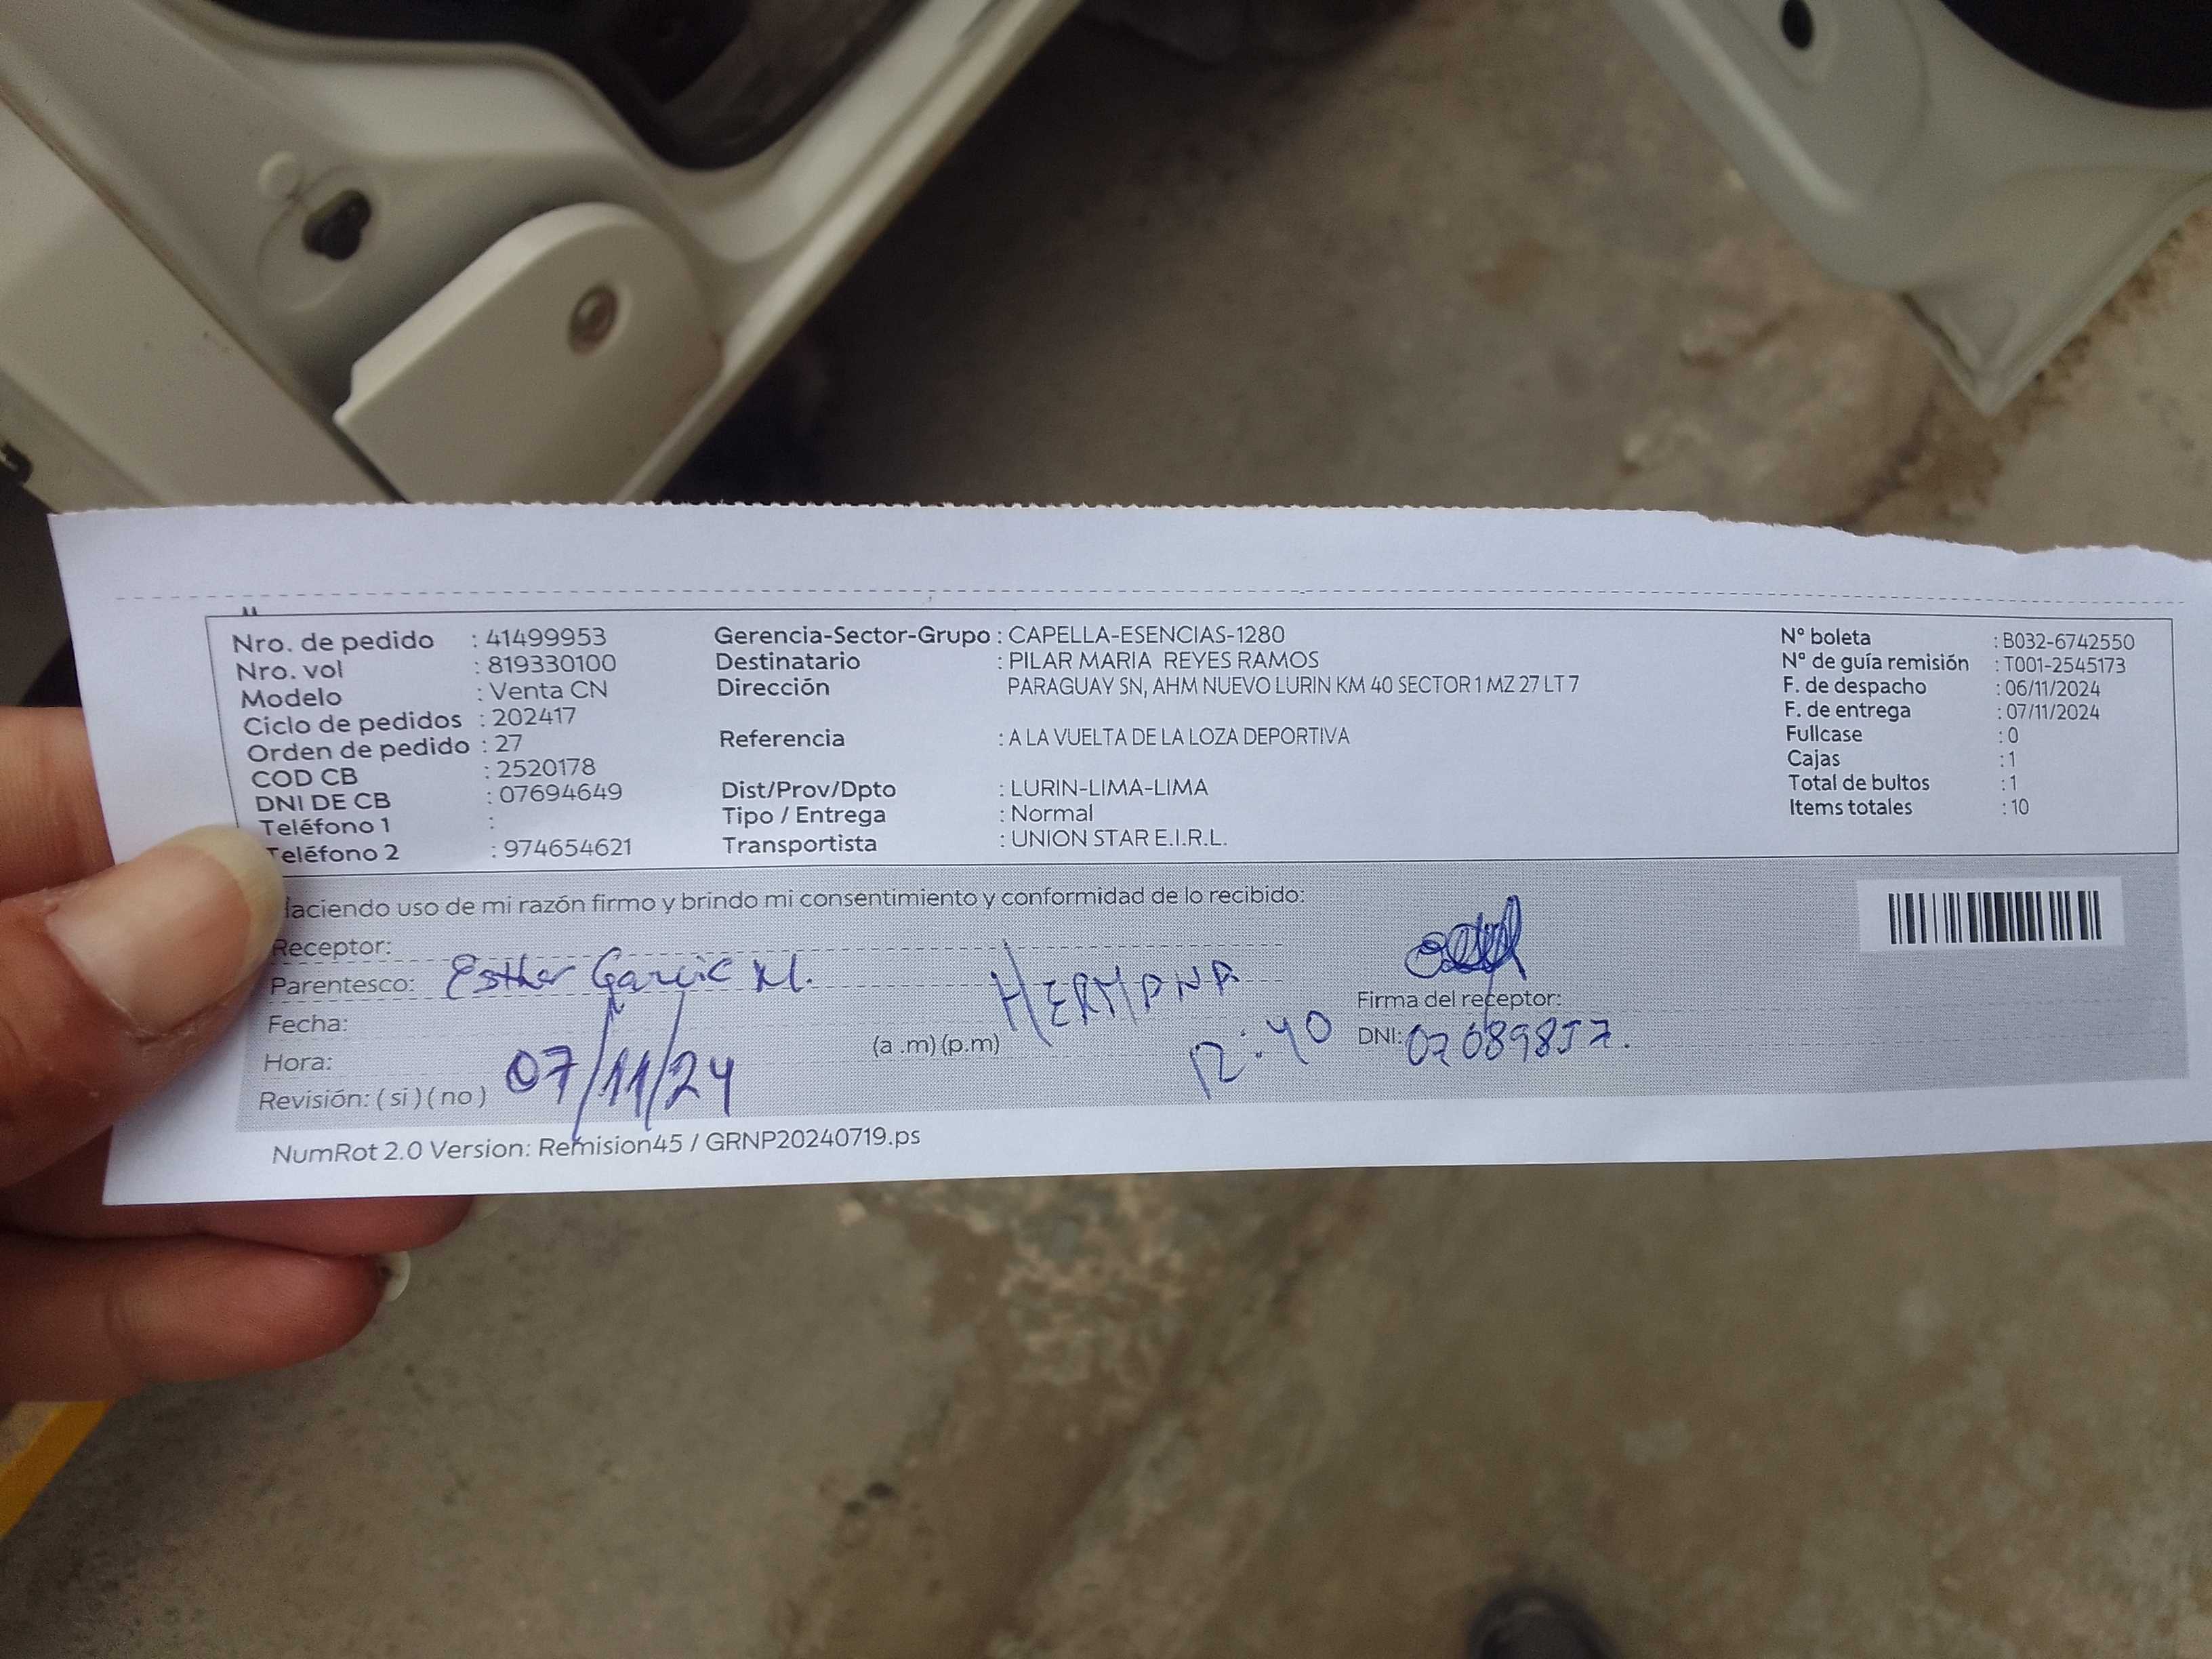 Nro. de pedido : 41499953
Nro. vol : 819330100
Modelo : Venta CN
Ciclo de pedidos : 202417
Orden de pedido : 27
COD CB : 2520178
DNI DE CB : 07694649
Teléfono 1 :
Teléfono 2 : 974654621
Gerencia-Sector-Grupo : CAPELLA-ESENCIAS-1280
Destinatario : PILAR MARIA REYES RAMOS
Dirección PARAGUAY SN, AHM NUEVO LURIN KM 40 SECTOR 1 MZ 27 LT 7
Referencia : A LA VUELTA DE LA LOZA DEPORTIVA
Dist/Prov/Dpto : LURIN-LIMA-LIMA
Tipo / Entrega : Normal
Transportista : UNION STAR E.I.R.L.
Nº boleta : B032-6742550
Nº de guía remisión : T001-2545173
F. de despacho : 06/11/2024
F. de entrega : 07/11/2024
Fullcase : 0
Cajas : 1
Total de bultos : 1
Items totales : 10
Haciendo uso de mi razón firmo y brindo mi consentimiento y conformidad de lo recibido:
Receptor:
Parentesco: Esther Garcic M. HERMANA
Fecha:
Hora: (a .m) (p.m) 12:40
Revisión: ( si ) ( no ) 07/11/24
Firma del receptor:
DNI: 07689857.
NumRot 2.0 Version: Remision45 / GRNP20240719.ps